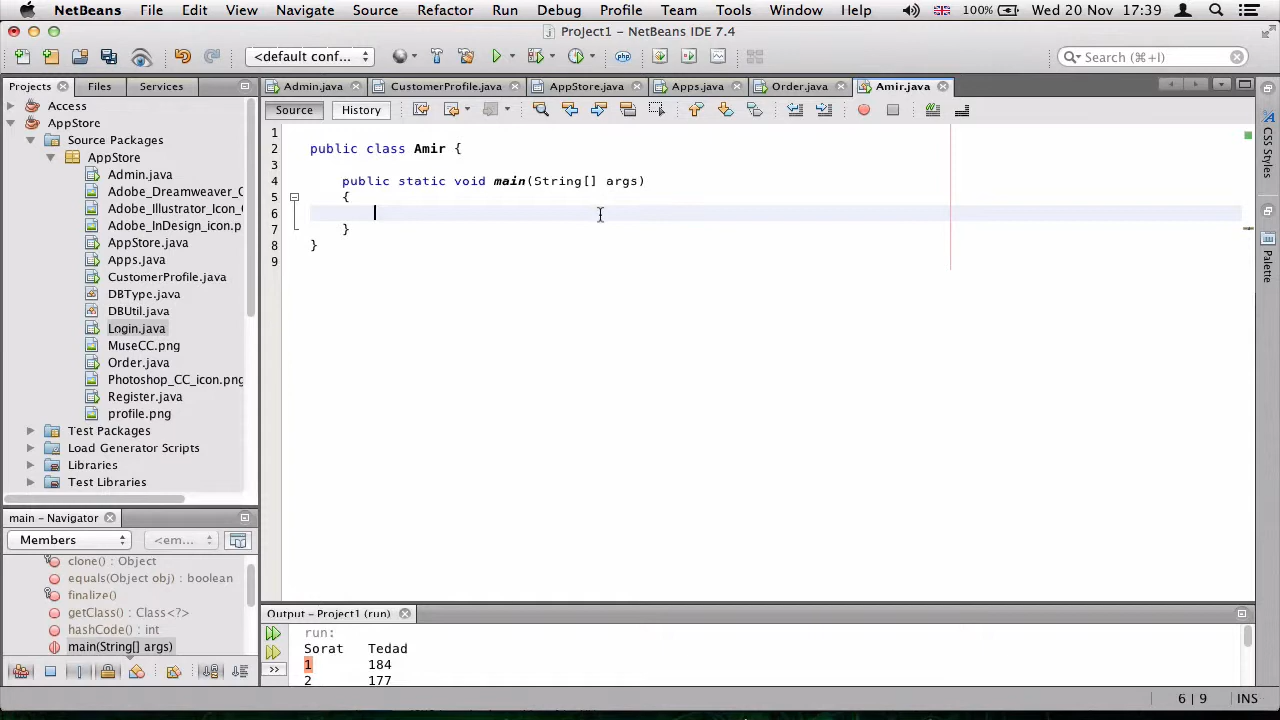 NetBeans File Edit View Navigate Source Refactor Run Debug Profile Team Tools Window Help 100% Wed 20 Nov 17:39
Project1 – NetBeans IDE 7.4
<default conf... php Search (⌘+I)
Projects Files Services
Admin.java CustomerProfile.java AppStore.java Apps.java Order.java Amir.java
Source History
Access
AppStore
Source Packages
AppStore
Admin.java
Adobe_Dreamweaver_C
Adobe_Illustrator_Icon_C
Adobe_InDesign_icon.p
AppStore.java
Apps.java
CustomerProfile.java
DBType.java
DBUtil.java
Login.java
MuseCC.png
Order.java
Photoshop_CC_icon.png
Register.java
profile.png
Test Packages
Load Generator Scripts
Libraries
Test Libraries
1
2 public class Amir {
3
4 public static void main(String[] args)
5 {
6
7 }
8 }
9
CSS Styles
Palette
main – Navigator
Members <em...
clone() : Object
equals(Object obj) : boolean
finalize()
getClass() : Class<?>
hashCode() : int
main(String[] args)
Output – Project1 (run)
run:
Sorat Tedad
1 184
2 177
>>
6 | 9 INS